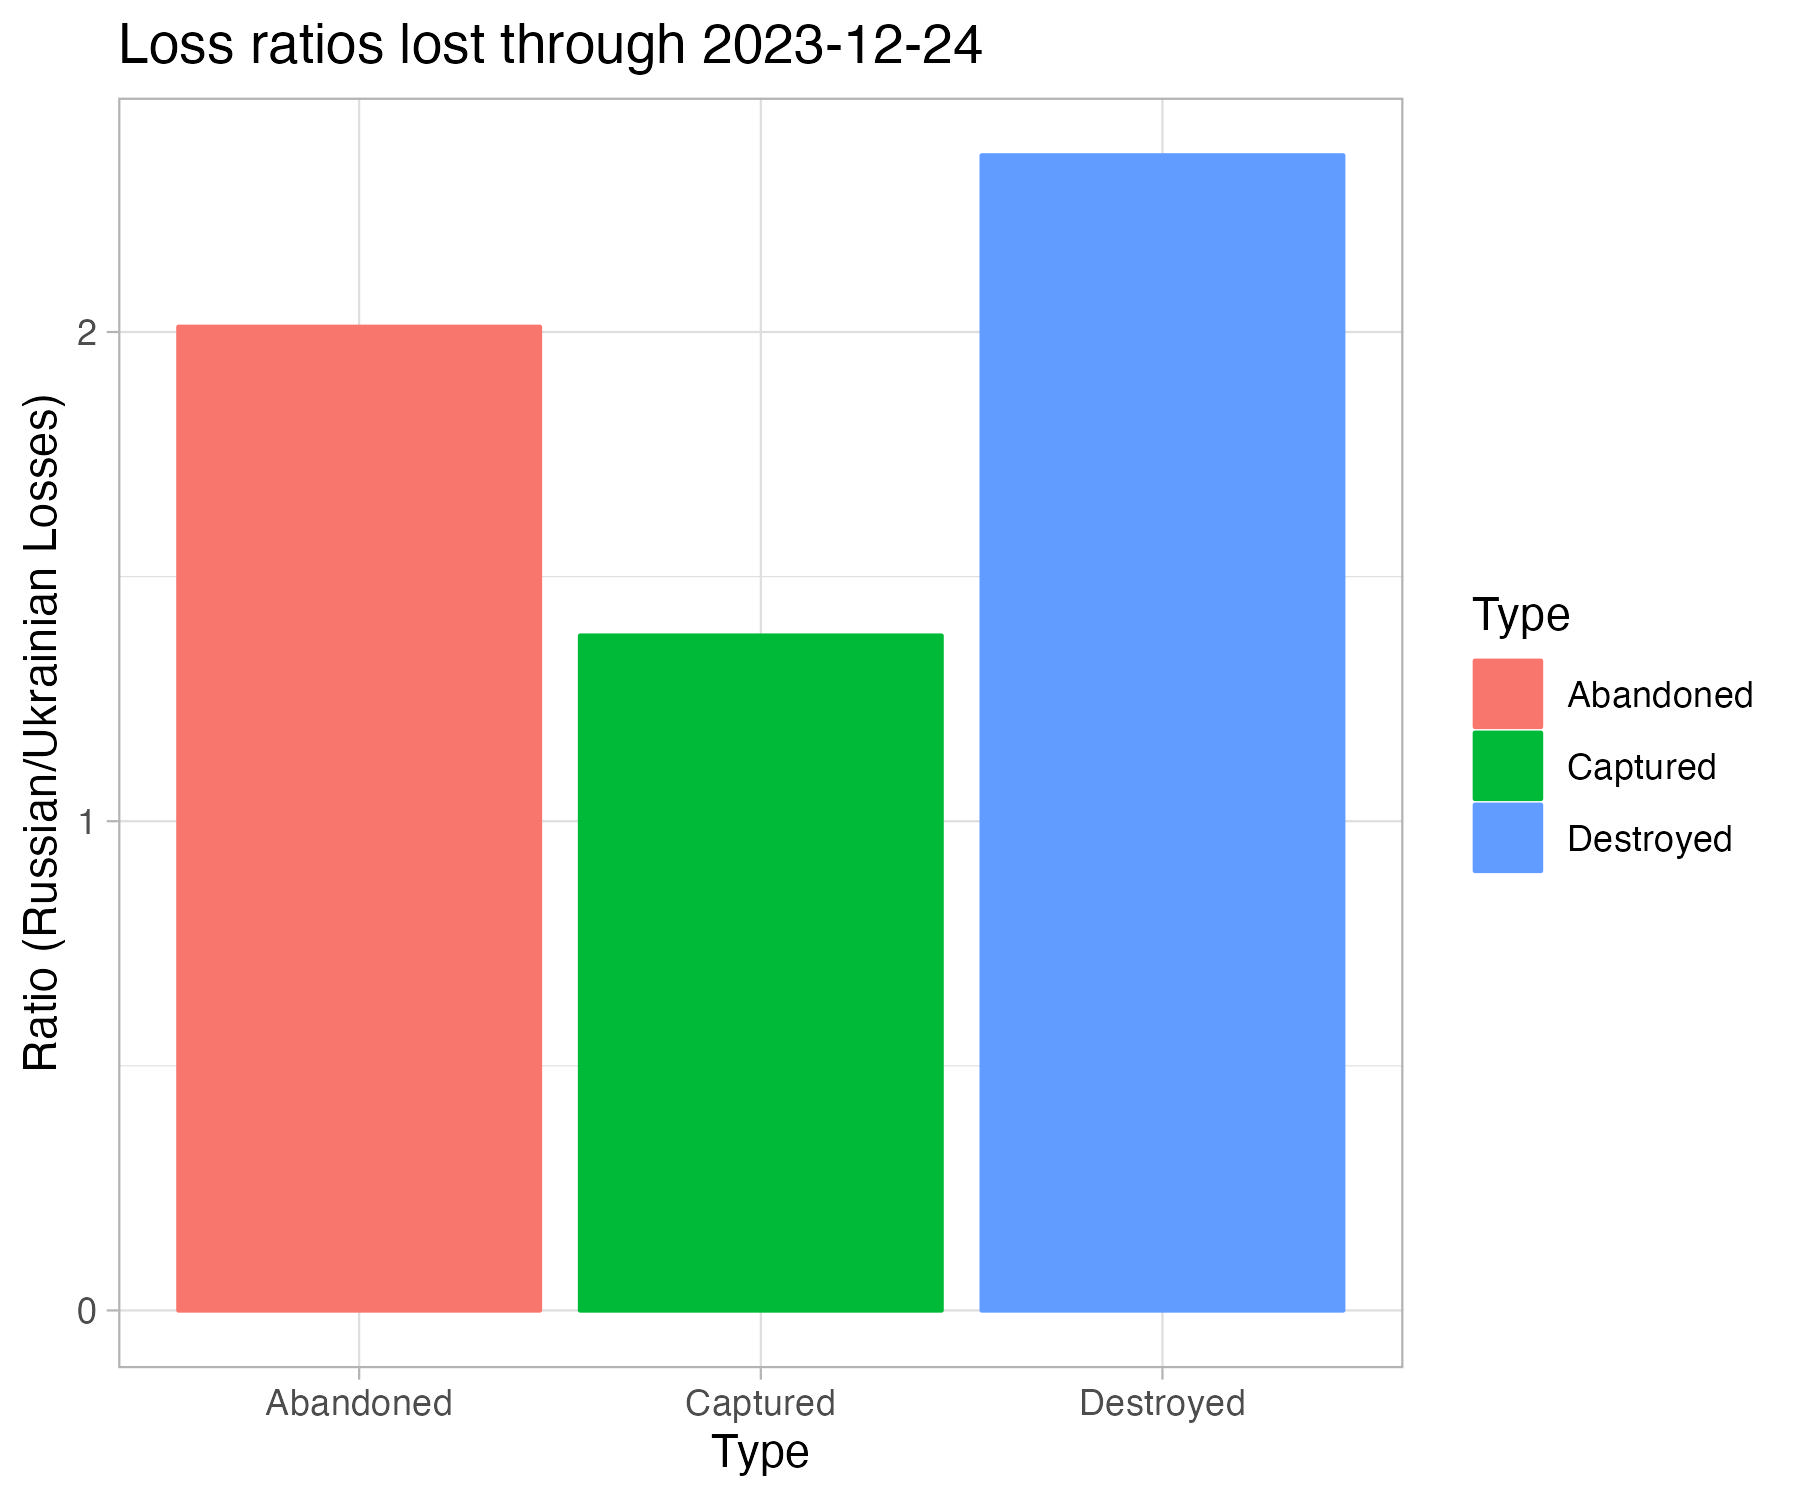 Loss ratios lost through 2023-12-24
Ratio (Russian/Ukrainian Losses)
2
1
0
Abandoned
Captured
Destroyed
Type
Type
Abandoned
Captured
Destroyed